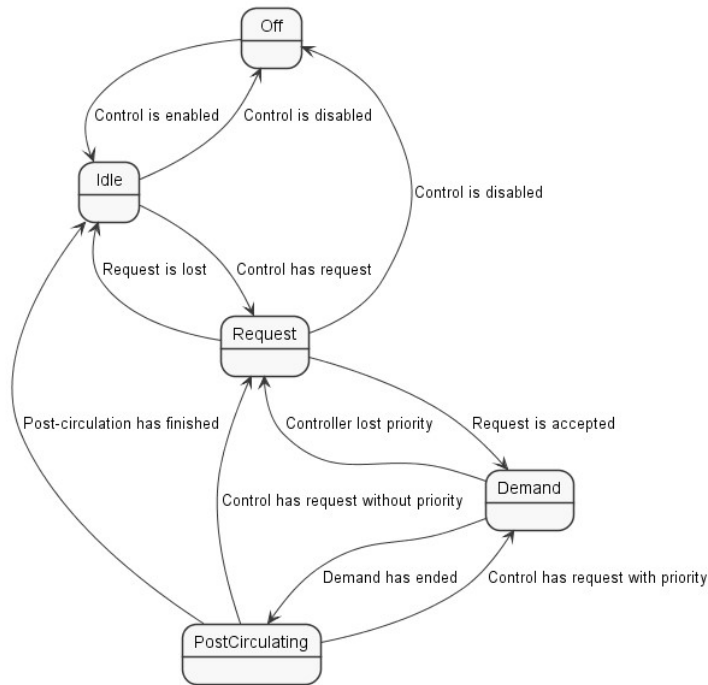 Off
Control is enabled
Control is disabled
Idle
Control is disabled
Request is lost
Control has request
Request
Post-circulation has finished
Controller lost priority
Request is accepted
Demand
Control has request without priority
Demand has ended
Control has request with priority
PostCirculating